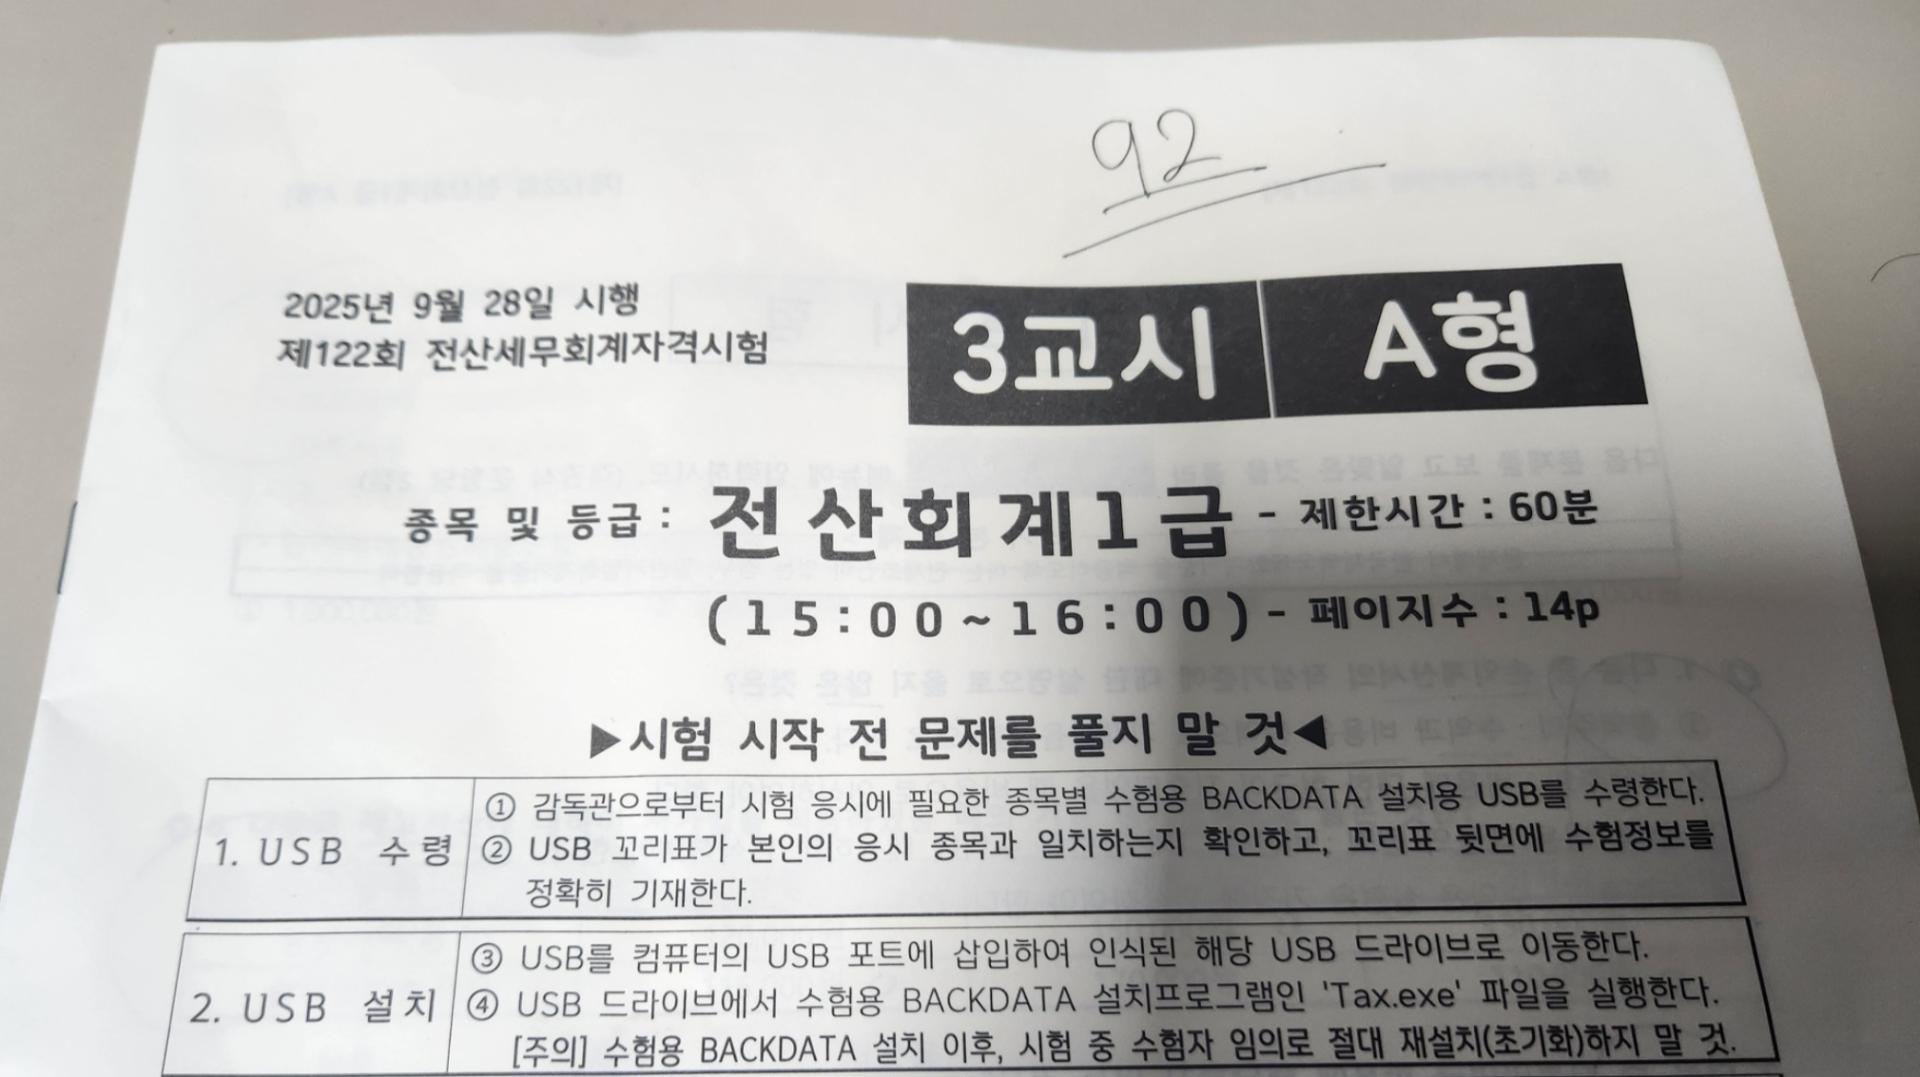 92
2025년 9월 28일 시행
제122회 전산세무회계자격시험
3교시 A형
종목 및 등급 : 전산회계1급 - 제한시간 : 60분
(15:00~16:00) - 페이지수 : 14p
▶시험 시작 전 문제를 풀지 말 것◀
1. USB 수령
① 감독관으로부터 시험 응시에 필요한 종목별 수험용 BACKDATA 설치용 USB를 수령한다.
② USB 꼬리표가 본인의 응시 종목과 일치하는지 확인하고, 꼬리표 뒷면에 수험정보를
정확히 기재한다.
2. USB 설치
③ USB를 컴퓨터의 USB 포트에 삽입하여 인식된 해당 USB 드라이브로 이동한다.
④ USB 드라이브에서 수험용 BACKDATA 설치프로그램인 'Tax.exe' 파일을 실행한다.
[주의] 수험용 BACKDATA 설치 이후, 시험 중 수험자 임의로 절대 재설치(초기화)하지 말 것.